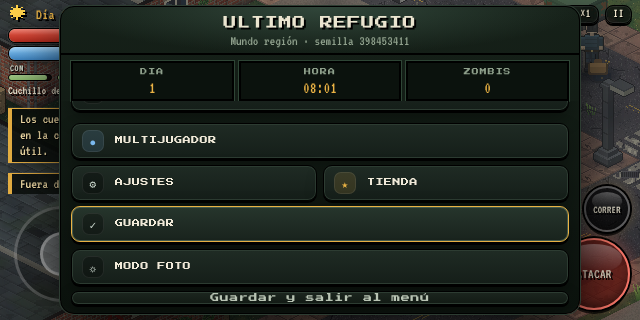 ULTIMO REFUGIO
Mundo región · semilla 398453411
Día
X1
II
CON
Cuchillo de
DIA
1
HORA
08:01
ZOMBIS
0
Los cue
en la c
útil.
Fuera d
MULTIJUGADOR
AJUSTES
TIENDA
GUARDAR
MODO FOTO
Guardar y salir al menú
CORRER
TACAR